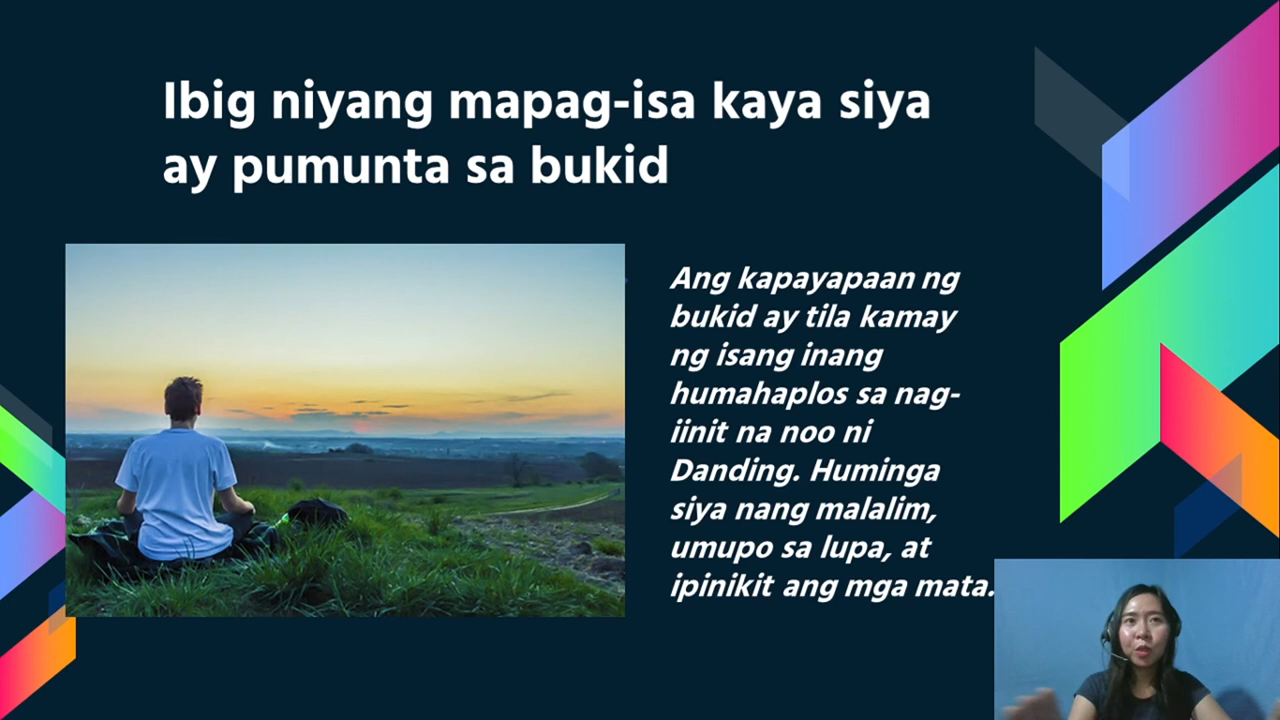 Ibig niyang mapag-isa kaya siya
ay pumunta sa bukid
Ang kapayapaan ng
bukid ay tila kamay
ng isang inang
humahaplos sa nag-
iinit na noo ni
Danding. Huminga
siya nang malalim,
umupo sa lupa, at
ipinikit ang mga mata.